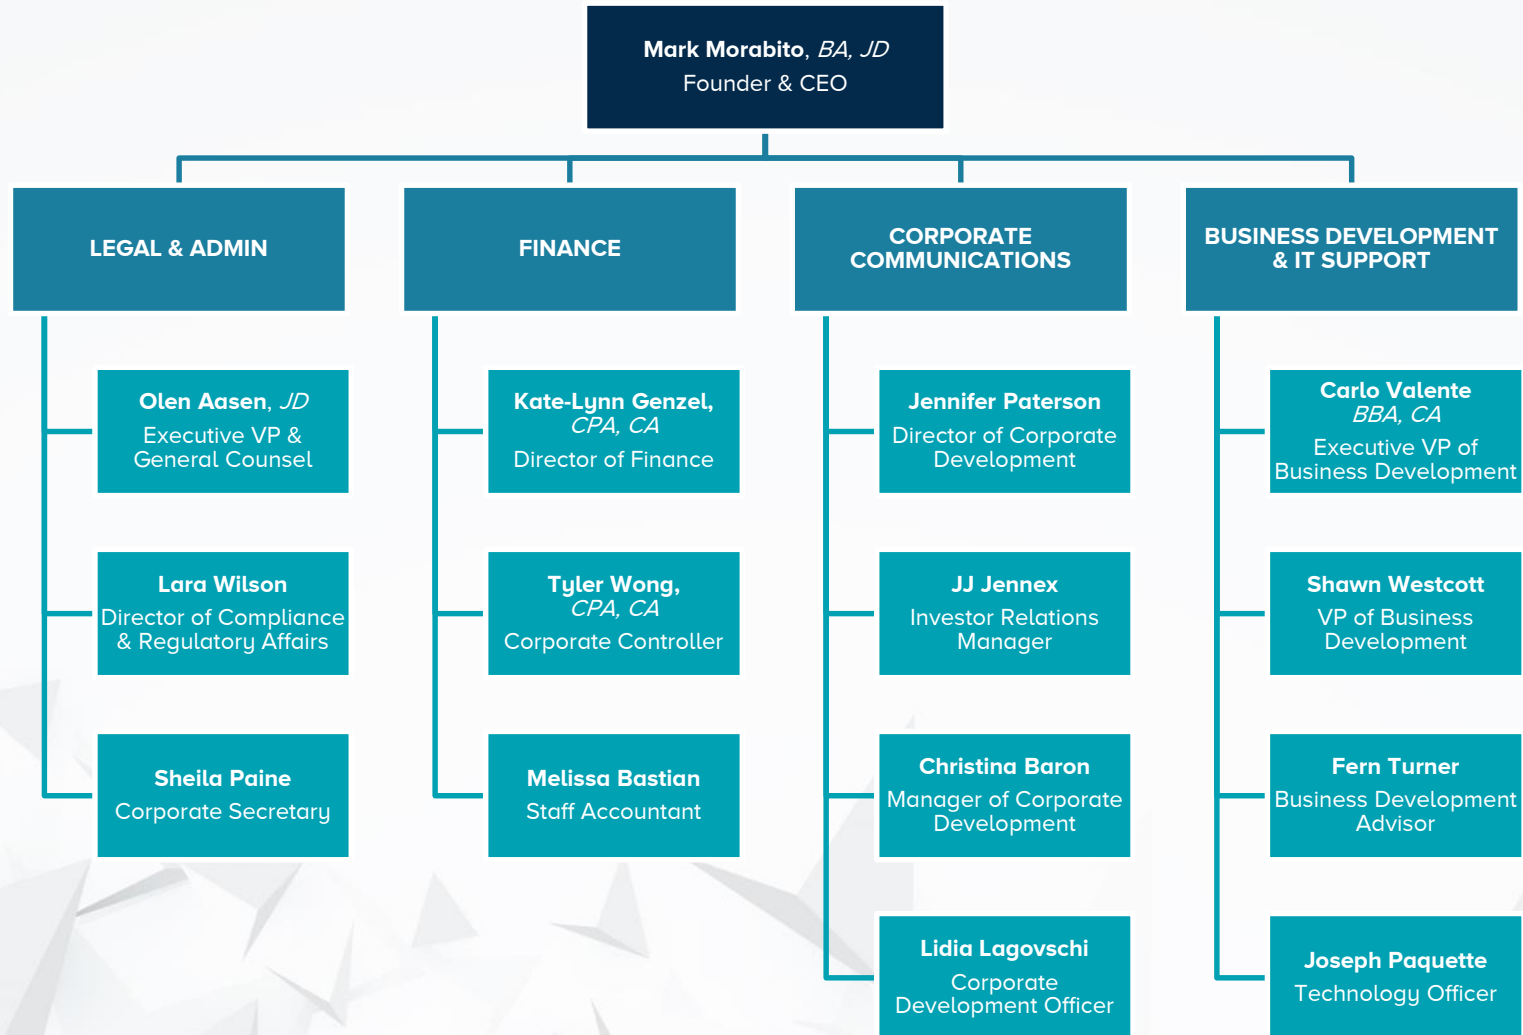 Mark Morabito, BA, JD
Founder & CEO
LEGAL & ADMIN
FINANCE
CORPORATE
COMMUNICATIONS
BUSINESS DEVELOPMENT
& IT SUPPORT
Olen Aasen, JD
Executive VP &
General Counsel
Kate-Lynn Genzel,
CPA, CA
Director of Finance
Jennifer Paterson
Director of Corporate
Development
Carlo Valente
BBA, CA
Executive VP of
Business Development
Lara Wilson
Director of Compliance
& Regulatory Affairs
Tyler Wong,
CPA, CA
Corporate Controller
JJ Jennex
Investor Relations
Manager
Shawn Westcott
VP of Business
Development
Sheila Paine
Corporate Secretary
Melissa Bastian
Staff Accountant
Christina Baron
Manager of Corporate
Development
Fern Turner
Business Development
Advisor
Lidia Lagovschi
Corporate
Development Officer
Joseph Paquette
Technology Officer